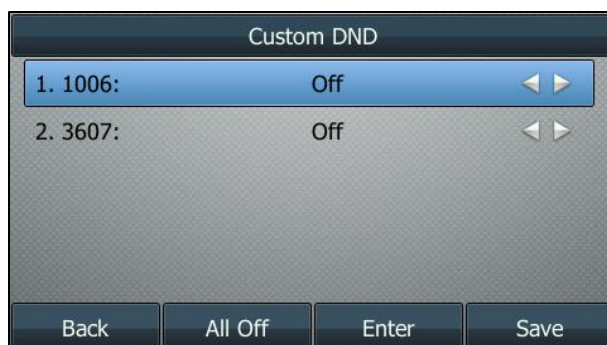 Custom DND
1. 1006: Off
2. 3607: Off
Back All Off Enter Save